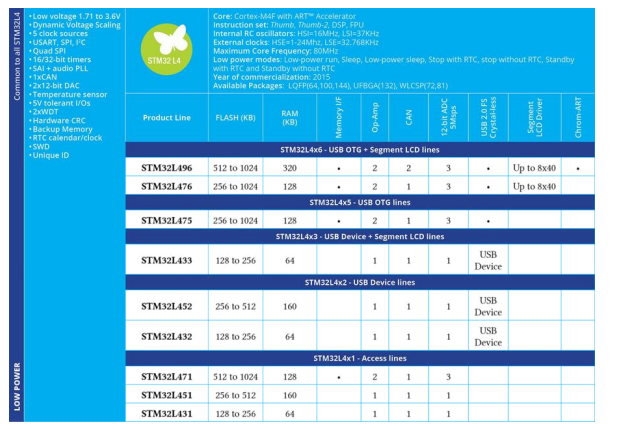 Common to all STM32L4
LOW POWER
• Low voltage 1.71 to 3.6V
• Dynamic Voltage Scaling
• 5 clock sources
• USART, SPI, I²C
• Quad SPI
• 16/32-bit timers
• SAI + audio PLL
• 1xCAN
• 2x12-bit DAC
• Temperature sensor
• 5V tolerant I/Os
• 2xWDT
• Hardware CRC
• Backup Memory
• RTC calendar/clock
• SWD
• Unique ID
STM32 L4
Core: Cortex-M4F with ART™ Accelerator
Instruction set: Thumb, Thumb-2, DSP, FPU
Internal RC oscillators: HSI=16MHz, LSI=37KHz
External clocks: HSE=1-24Mhz, LSE=32.768KHz
Maximum Core Frequency: 80MHz
Low power modes: Low-power run, Sleep, Low-power sleep, Stop with RTC, stop without RTC, Standby
with RTC and Standby without RTC
Year of commercialization: 2015
Available Packages: LQFP(64,100,144), UFBGA(132), WLCSP(72,81)
Product Line FLASH (KB) RAM (KB) Memory I/F Op-Amp CAN 12-bit ADC 5Msps USB 2.0 FS Crystal-less Segment LCD Driver Chrom-ART
STM32L4x6 - USB OTG + Segment LCD lines
STM32L496 512 to 1024 320 • 2 2 3 • Up to 8x40 •
STM32L476 256 to 1024 128 • 2 1 3 • Up to 8x40
STM32L4x5 - USB OTG lines
STM32L475 256 to 1024 128 • 2 1 3 •
STM32L4x3 - USB Device + Segment LCD lines
STM32L433 128 to 256 64 1 1 1 USB Device
STM32L4x2 - USB Device lines
STM32L452 256 to 512 160 1 1 1 USB Device
STM32L432 128 to 256 64 1 1 1 USB Device
STM32L4x1 - Access lines
STM32L471 512 to 1024 128 • 2 1 3
STM32L451 256 to 512 160 1 1 1
STM32L431 128 to 256 64 1 1 1